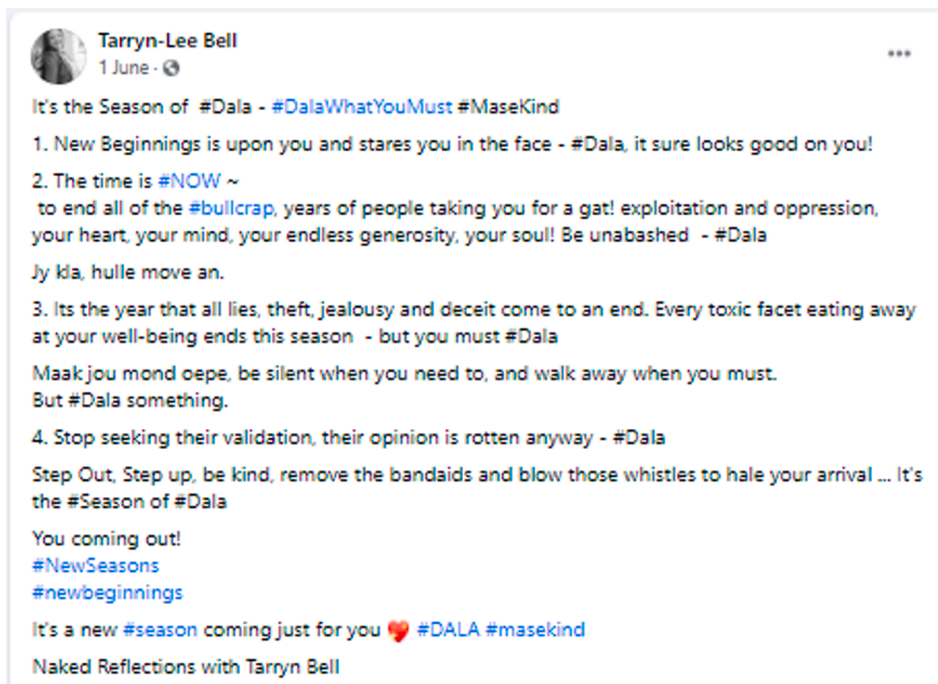 Tarryn-Lee Bell
1 June ·
It's the Season of #Dala - #DalaWhatYouMust #MaseKind
1. New Beginnings is upon you and stares you in the face - #Dala, it sure looks good on you!
2. The time is #NOW ~
to end all of the #bullcrap, years of people taking you for a gat! exploitation and oppression,
your heart, your mind, your endless generosity, your soul! Be unabashed - #Dala
Jy kla, hulle move an.
3. Its the year that all lies, theft, jealousy and deceit come to an end. Every toxic facet eating away
at your well-being ends this season - but you must #Dala
Maak jou mond oepe, be silent when you need to, and walk away when you must.
But #Dala something.
4. Stop seeking their validation, their opinion is rotten anyway - #Dala
Step Out, Step up, be kind, remove the bandaids and blow those whistles to hale your arrival ... It's
the #Season of #Dala
You coming out!
#NewSeasons
#newbeginnings
It's a new #season coming just for you 💖 #DALA #masekind
Naked Reflections with Tarryn Bell